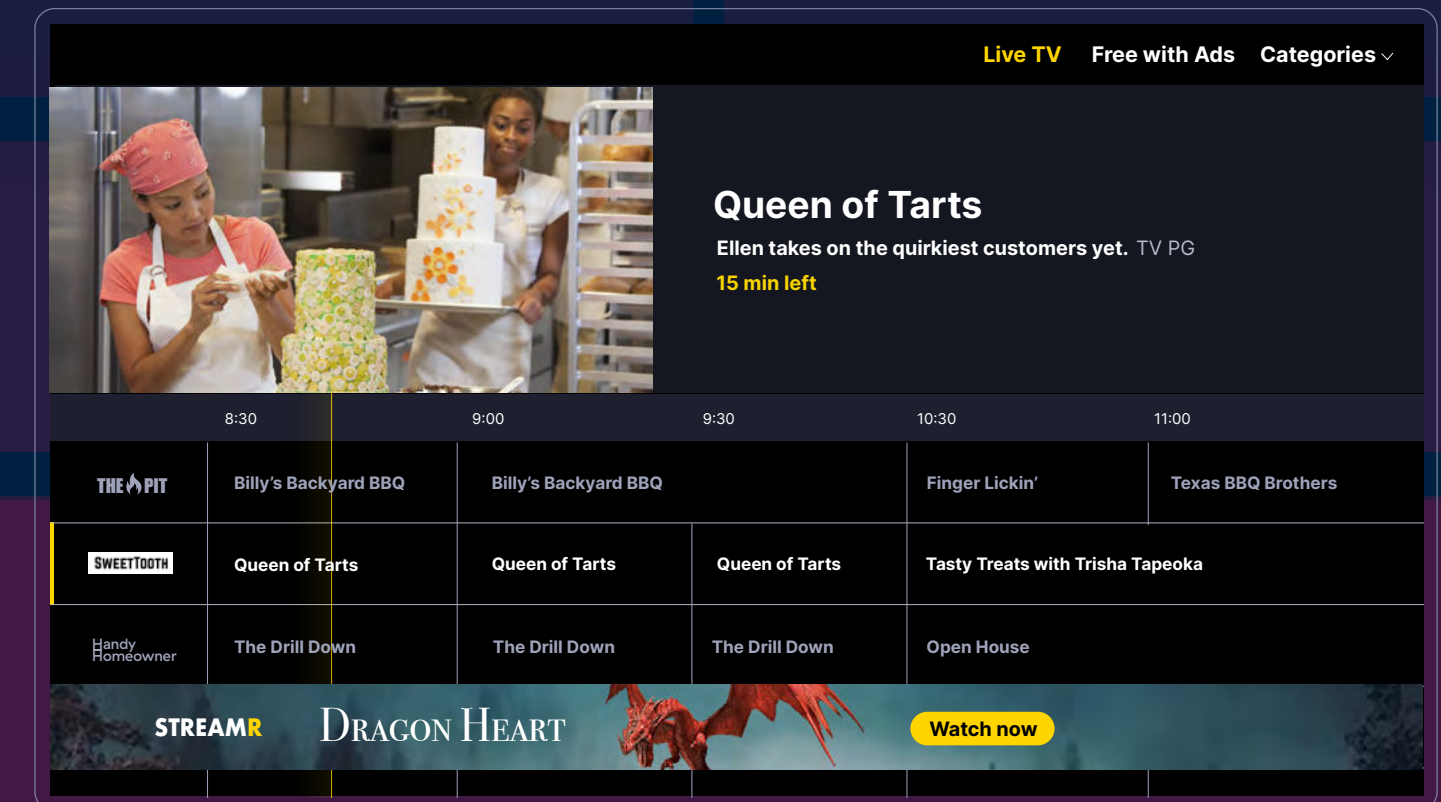 Live TV Free with Ads Categories
Queen of Tarts
Ellen takes on the quirkiest customers yet. TV PG
15 min left
8:30 9:00 9:30 10:30 11:00
THE PIT Billy’s Backyard BBQ Billy’s Backyard BBQ Finger Lickin’ Texas BBQ Brothers
SWEETTOOTH Queen of Tarts Queen of Tarts Queen of Tarts Tasty Treats with Trisha Tapeoka
Handy
Homeowner The Drill Down The Drill Down The Drill Down Open House
STREAMR DRAGON HEART Watch now